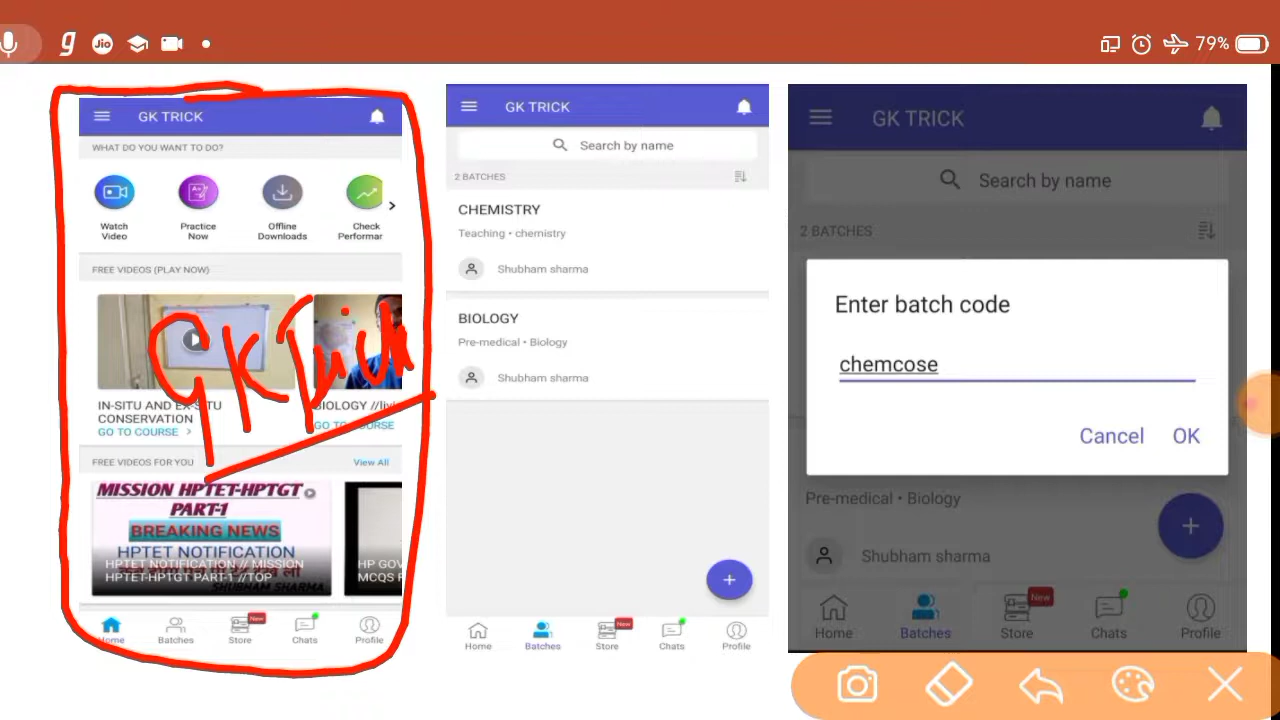 g Jio 79%
GK TRICK
WHAT DO YOU WANT TO DO?
Watch Video
Practice Now
Offline Downloads
Check Performar
FREE VIDEOS (PLAY NOW)
GK Trick
IN-SITU AND EX-SITU CONSERVATION
GO TO COURSE >
BIOLOGY //livi
GO TO COURSE
FREE VIDEOS FOR YOU
View All
MISSION HPTET-HPTGT
PART-1
BREAKING NEWS
HPTET NOTIFICATION
HPTET NOTIFICATION // MISSION
HPTET-HPTGT PART-1 //TOP
SHUBHAM SHARMA
HP GOV
MCQS P
New
Home Batches Store Chats Profile
GK TRICK
Search by name
2 BATCHES
CHEMISTRY
Teaching • chemistry
Shubham sharma
BIOLOGY
Pre-medical • Biology
Shubham sharma
+
New
Home Batches Store Chats Profile
GK TRICK
Search by name
2 BATCHES
Enter batch code
chemcose
Cancel OK
Pre-medical • Biology
+
Shubham sharma
New
Home Batches Store Chats Profile